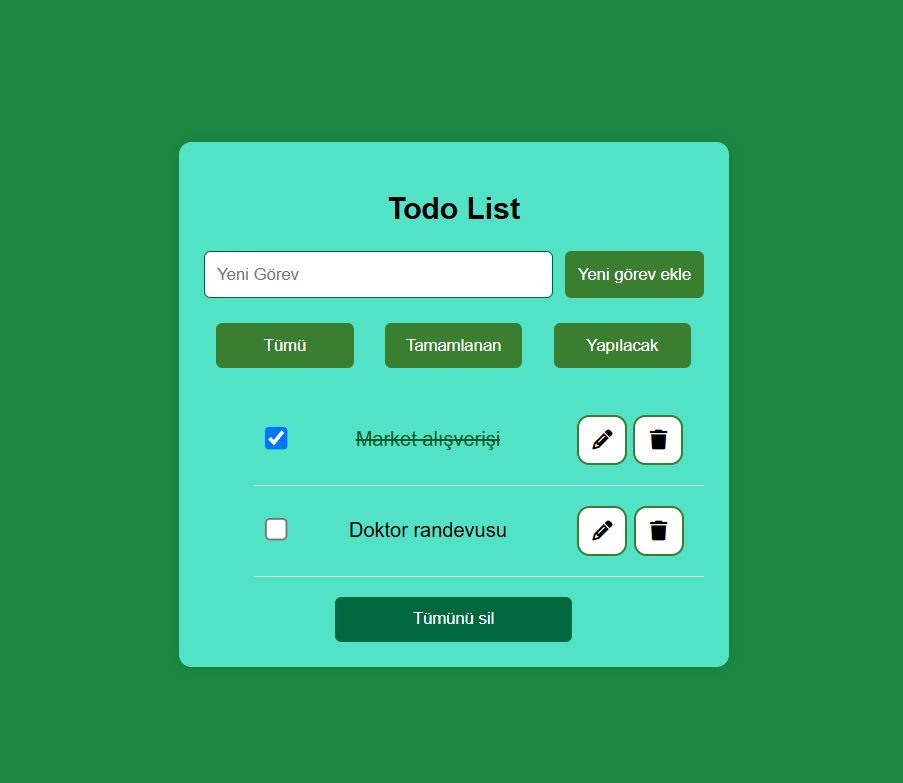 Todo List
Yeni Görev
Yeni görev ekle
Tümü
Tamamlanan
Yapılacak
Market alışverişi
Doktor randevusu
Tümünü sil